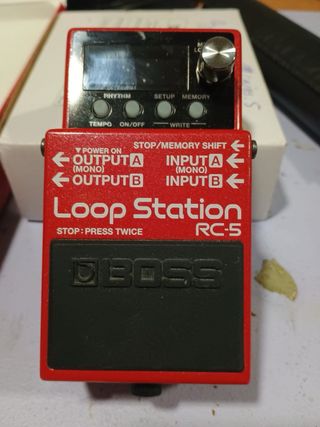 RHYTHM
SETUP
MEMORY
TEMPO
ON/OFF
WRITE
▼POWER ON
STOP/MEMORY SHIFT
OUTPUT A
INPUT A
(MONO)
(MONO)
OUTPUT B
INPUT B
Loop Station
RC-5
STOP : PRESS TWICE
BOSS